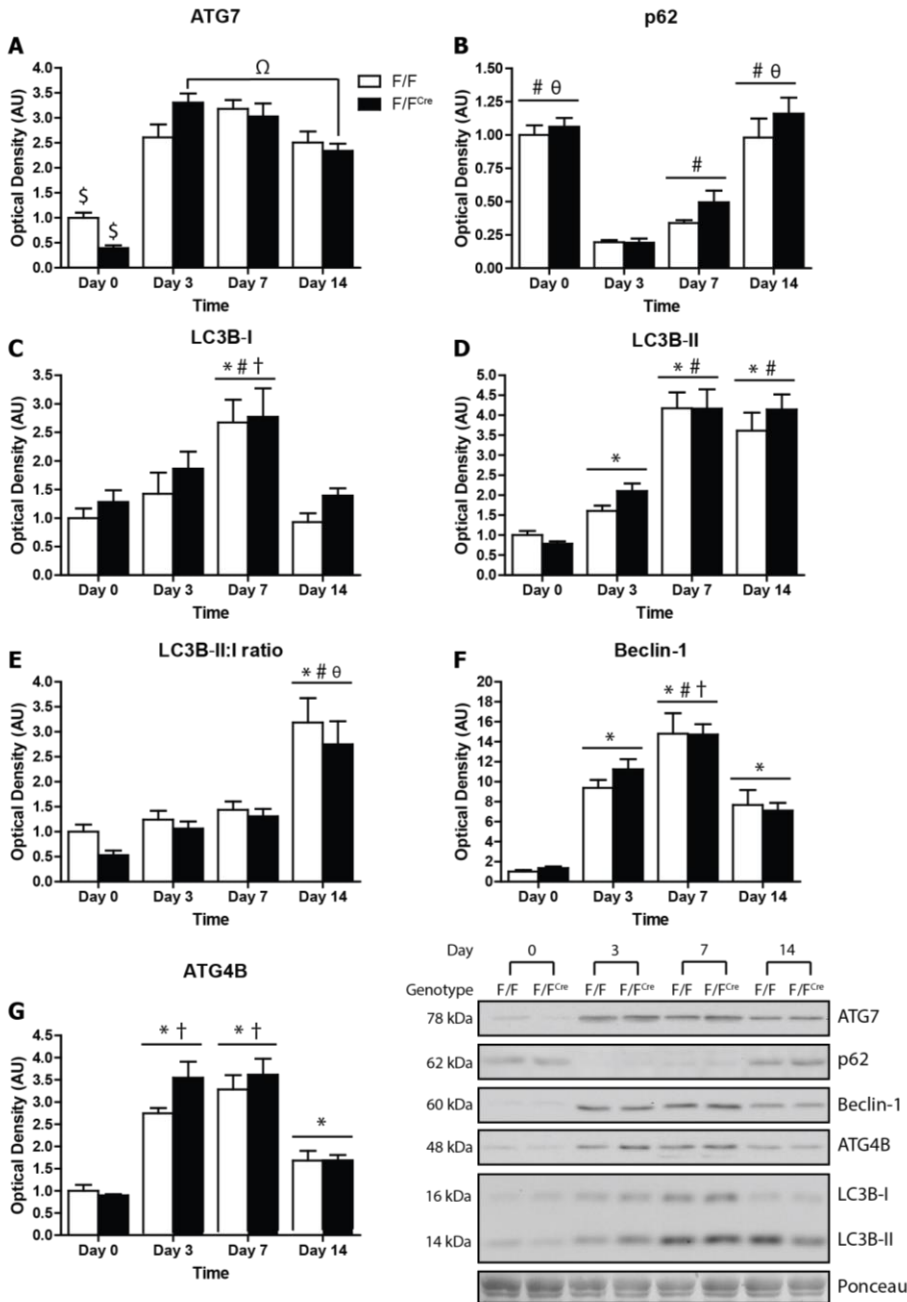 ATG7
A
4.0
3.5
3.0
2.5
2.0
1.5
1.0
0.5
0.0
Optical Density (AU)
$
$
Ω
F/F
F/F^Cre
Day 0 Day 3 Day 7 Day 14
Time
p62
B
1.50
1.25
1.00
0.75
0.50
0.25
0.00
Optical Density (AU)
# θ
#
# θ
Day 0 Day 3 Day 7 Day 14
Time
LC3B-I
C
3.5
3.0
2.5
2.0
1.5
1.0
0.5
0.0
Optical Density (AU)
* # †
Day 0 Day 3 Day 7 Day 14
Time
LC3B-II
D
5.0
4.5
4.0
3.5
3.0
2.5
2.0
1.5
1.0
0.5
0.0
Optical Density (AU)
*
* #
* #
Day 0 Day 3 Day 7 Day 14
Time
LC3B-II:I ratio
E
4.0
3.5
3.0
2.5
2.0
1.5
1.0
0.5
0.0
Optical Density (AU)
* # θ
Day 0 Day 3 Day 7 Day 14
Time
Beclin-1
F
20
18
16
14
12
10
8
6
4
2
0
Optical Density (AU)
*
* # †
*
Day 0 Day 3 Day 7 Day 14
Time
ATG4B
G
4.5
4.0
3.5
3.0
2.5
2.0
1.5
1.0
0.5
0.0
Optical Density (AU)
* †
* †
*
Day 0 Day 3 Day 7 Day 14
Time
Day 0 3 7 14
Genotype F/F F/F^Cre F/F F/F^Cre F/F F/F^Cre F/F F/F^Cre
78 kDa ATG7
62 kDa p62
60 kDa Beclin-1
48 kDa ATG4B
16 kDa LC3B-I
14 kDa LC3B-II
Ponceau